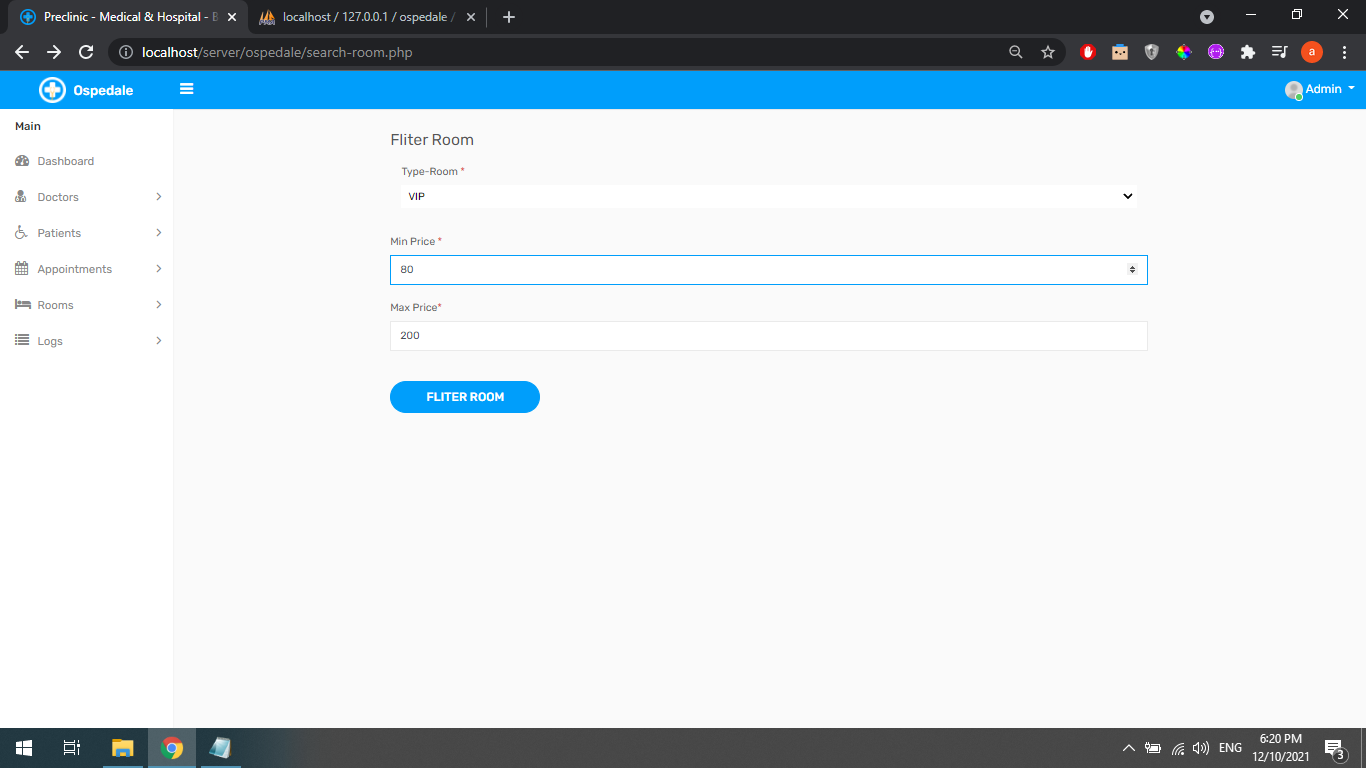 Preclinic - Medical & Hospital - B
localhost / 127.0.0.1 / ospedale /
localhost/server/ospedale/search-room.php
a
Ospedale
Admin
Main
Dashboard
Doctors
Patients
Appointments
Rooms
Logs
Fliter Room
Type-Room *
VIP
Min Price *
80
Max Price*
200
FLITER ROOM
ENG
6:20 PM
12/10/2021
3